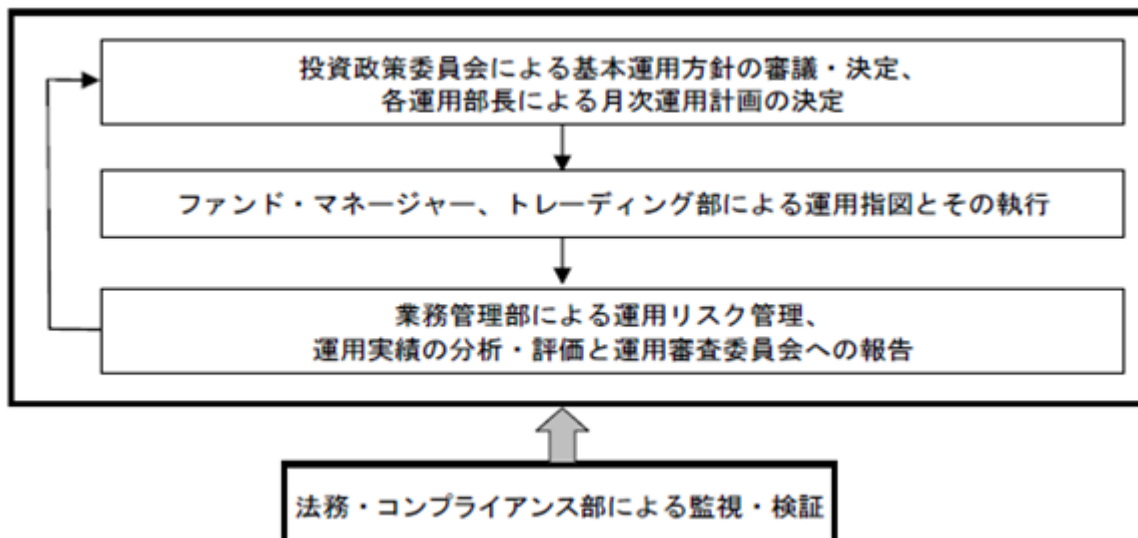 投資政策委員会による基本運用方針の審議・決定、
各運用部長による月次運用計画の決定
ファンド・マネージャー、トレーディング部による運用指図とその執行
業務管理部による運用リスク管理、
運用実績の分析・評価と運用審査委員会への報告
法務・コンプライアンス部による監視・検証